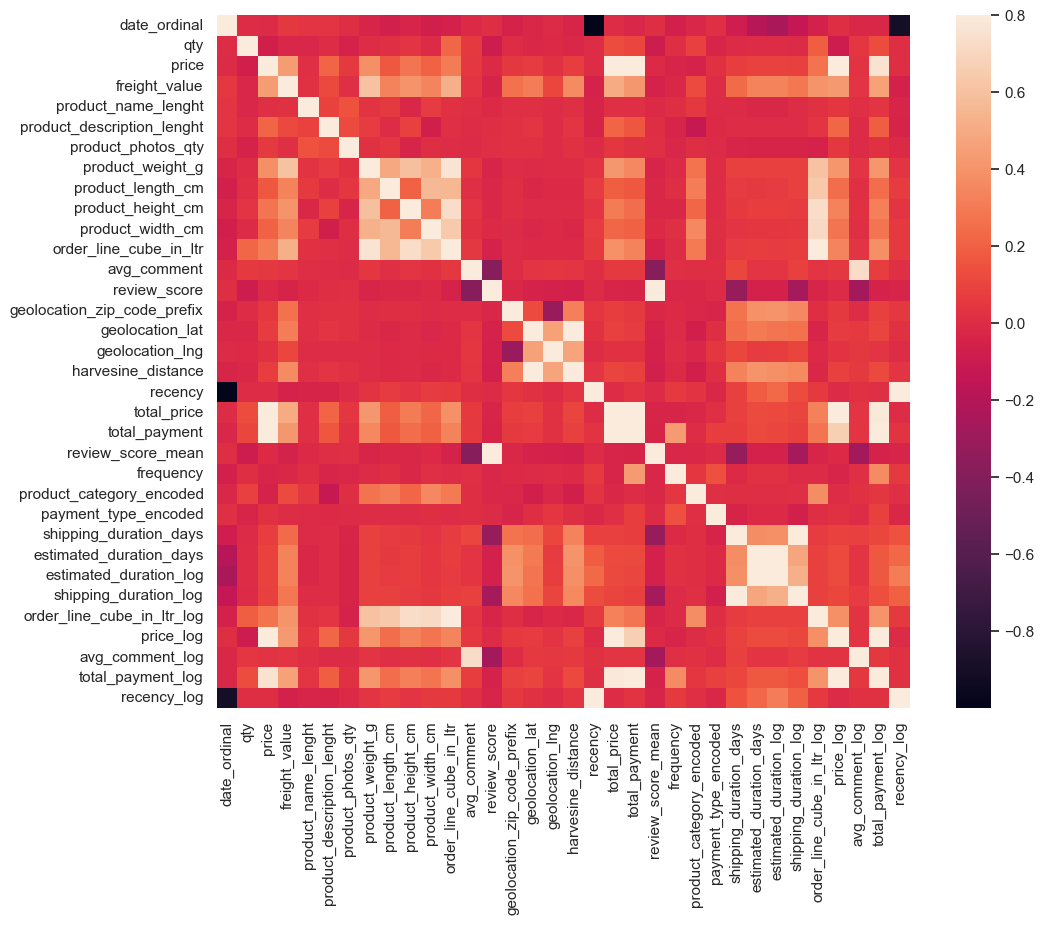 date_ordinal
qty
price
freight_value
product_name_lenght
product_description_lenght
product_photos_qty
product_weight_g
product_length_cm
product_height_cm
product_width_cm
order_line_cube_in_ltr
avg_comment
review_score
geolocation_zip_code_prefix
geolocation_lat
geolocation_lng
harvesine_distance
recency
total_price
total_payment
review_score_mean
frequency
product_category_encoded
payment_type_encoded
shipping_duration_days
estimated_duration_days
estimated_duration_log
shipping_duration_log
order_line_cube_in_ltr_log
price_log
avg_comment_log
total_payment_log
recency_log
date_ordinal
qty
price
freight_value
product_name_lenght
product_description_lenght
product_photos_qty
product_weight_g
product_length_cm
product_height_cm
product_width_cm
order_line_cube_in_ltr
avg_comment
review_score
geolocation_zip_code_prefix
geolocation_lat
geolocation_lng
harvesine_distance
recency
total_price
total_payment
review_score_mean
frequency
product_category_encoded
payment_type_encoded
shipping_duration_days
estimated_duration_days
estimated_duration_log
shipping_duration_log
order_line_cube_in_ltr_log
price_log
avg_comment_log
total_payment_log
recency_log
0.8
0.6
0.4
0.2
0.0
−0.2
−0.4
−0.6
−0.8